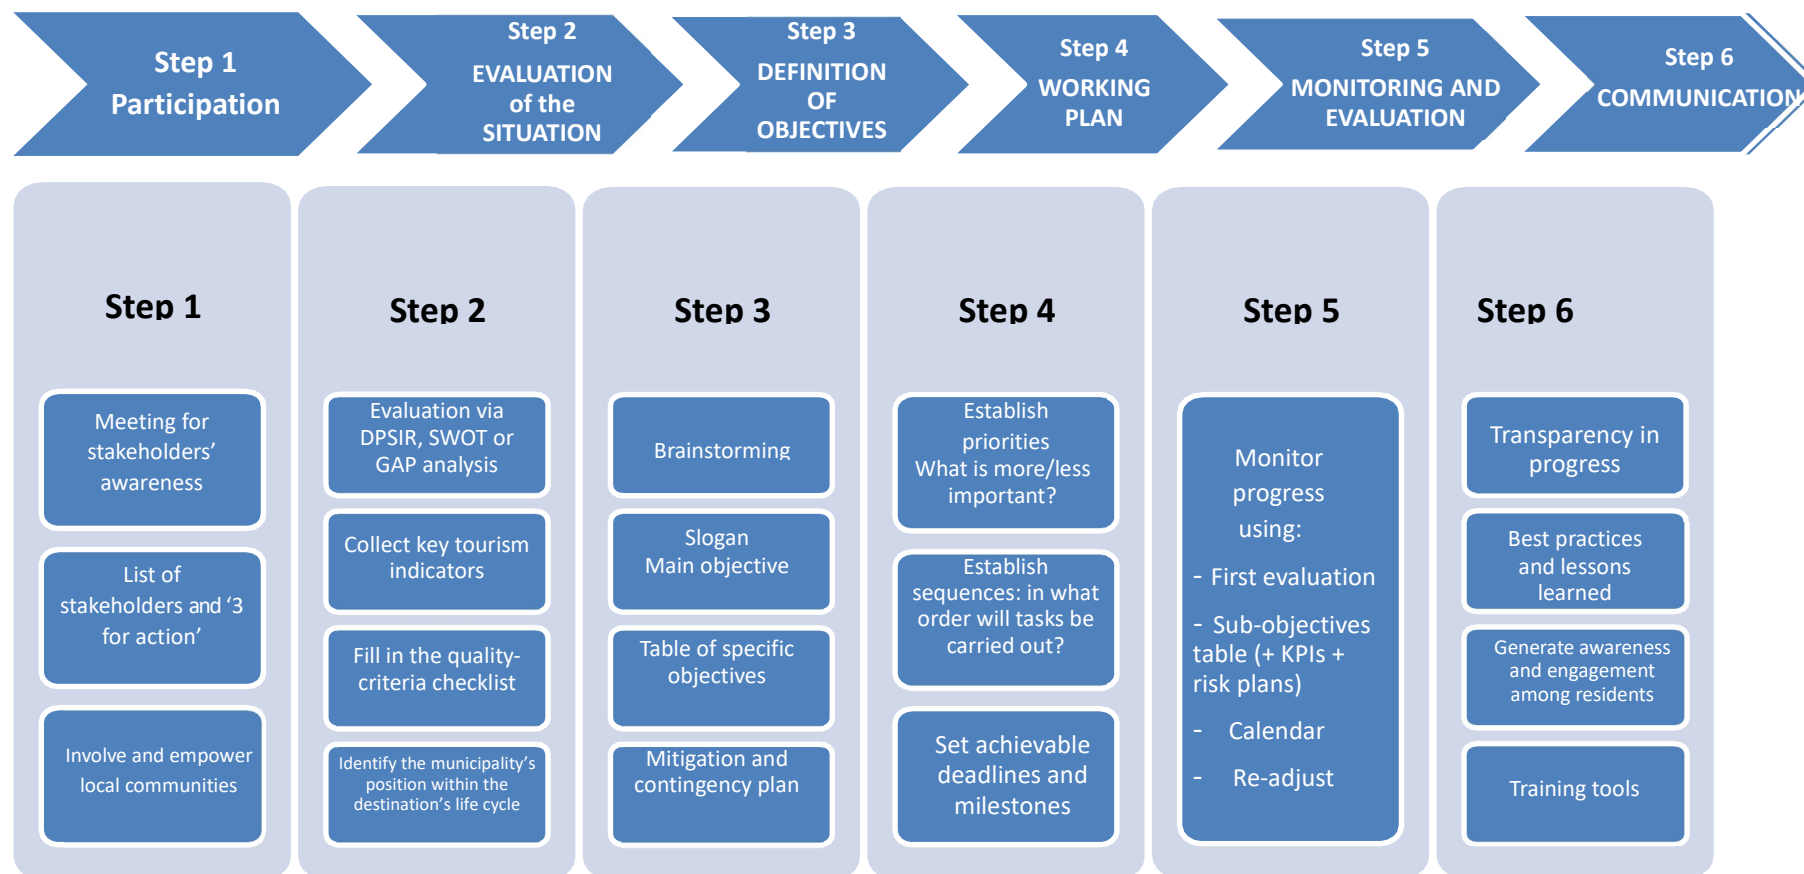 Step 1
Participation
Step 2
EVALUATION
of the
SITUATION
Step 3
DEFINITION
OF
OBJECTIVES
Step 4
WORKING
PLAN
Step 5
MONITORING AND
EVALUATION
Step 6
COMMUNICATION
Step 1
Meeting for
stakeholders’
awareness
List of
stakeholders and ‘3
for action’
Involve and empower
local communities
Step 2
Evaluation via
DPSIR, SWOT or
GAP analysis
Collect key tourism
indicators
Fill in the quality-
criteria checklist
Identify the municipality’s
position within the
destination’s life cycle
Step 3
Brainstorming
Slogan
Main objective
Table of specific
objectives
Mitigation and
contingency plan
Step 4
Establish
priorities
What is more/less
important?
Establish
sequences: in what
order will tasks be
carried out?
Set achievable
deadlines and
milestones
Step 5
Monitor
progress
using:
- First evaluation
- Sub-objectives
table (+ KPIs +
risk plans)
- Calendar
- Re-adjust
Step 6
Transparency in
progress
Best practices
and lessons
learned
Generate awareness
and engagement
among residents
Training tools